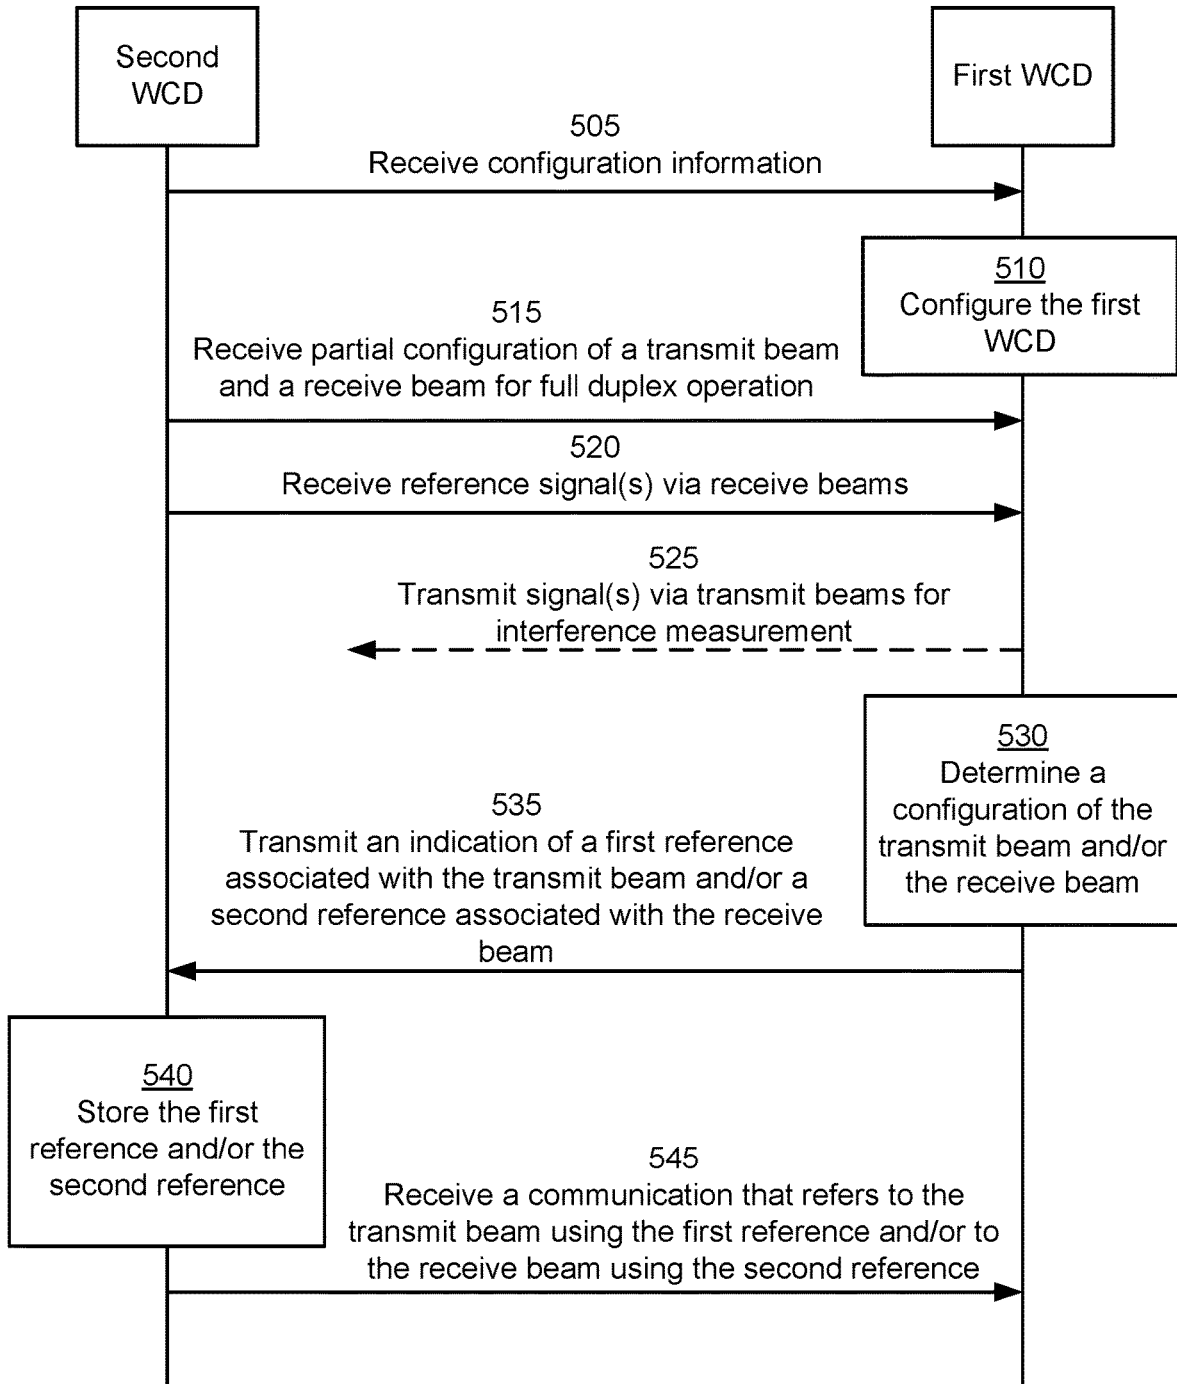 Second
WCD
First WCD
505
Receive configuration information
510
Configure the first
WCD
515
Receive partial configuration of a transmit beam
and a receive beam for full duplex operation
520
Receive reference signal(s) via receive beams
525
Transmit signal(s) via transmit beams for
interference measurement
530
Determine a
configuration of the
transmit beam and/or
the receive beam
535
Transmit an indication of a first reference
associated with the transmit beam and/or a
second reference associated with the receive
beam
540
Store the first
reference and/or the
second reference
545
Receive a communication that refers to the
transmit beam using the first reference and/or to
the receive beam using the second reference